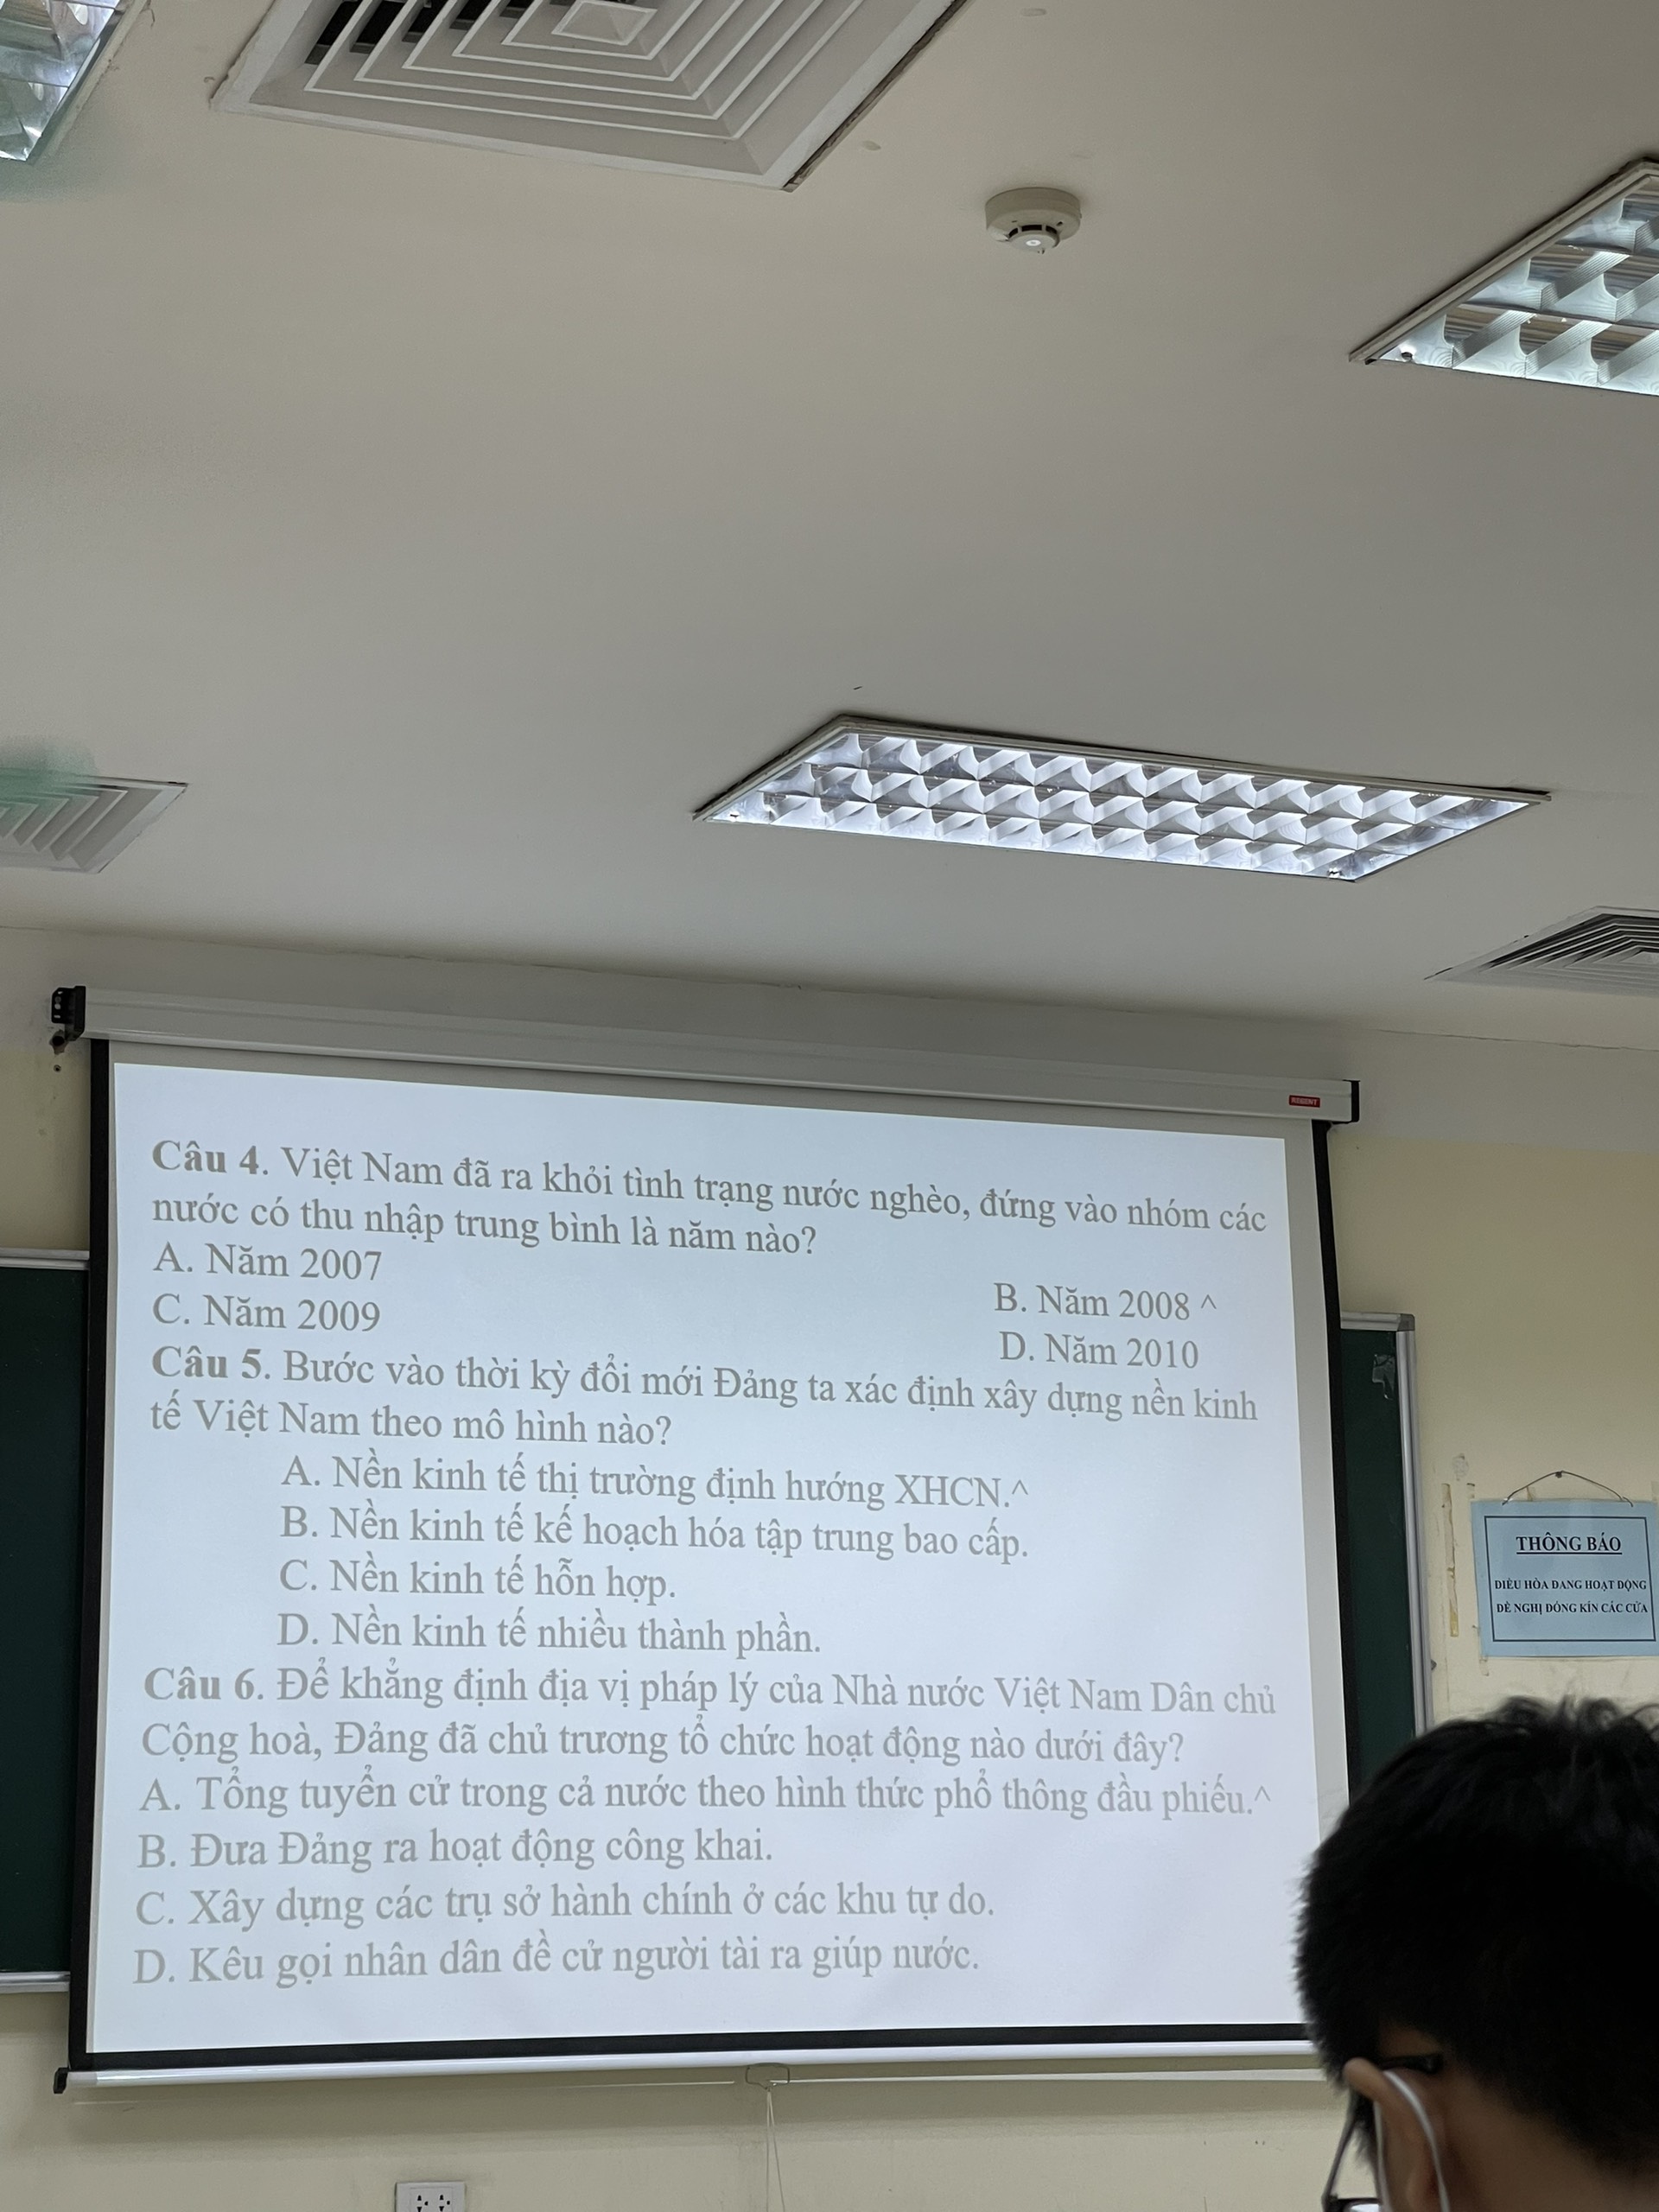 REGENT
Câu 4. Việt Nam đã ra khỏi tình trạng nước nghèo, đứng vào nhóm các
nước có thu nhập trung bình là năm nào?
A. Năm 2007
B. Năm 2008 ^
C. Năm 2009
D. Năm 2010
Câu 5. Bước vào thời kỳ đổi mới Đảng ta xác định xây dựng nền kinh
tế Việt Nam theo mô hình nào?
A. Nền kinh tế thị trường định hướng XHCN.^
B. Nền kinh tế kế hoạch hóa tập trung bao cấp.
C. Nền kinh tế hỗn hợp.
D. Nền kinh tế nhiều thành phần.
Câu 6. Để khẳng định địa vị pháp lý của Nhà nước Việt Nam Dân chủ
Cộng hoà, Đảng đã chủ trương tổ chức hoạt động nào dưới đây?
A. Tổng tuyển cử trong cả nước theo hình thức phổ thông đầu phiếu.^
B. Đưa Đảng ra hoạt động công khai.
C. Xây dựng các trụ sở hành chính ở các khu tự do.
D. Kêu gọi nhân dân đề cử người tài ra giúp nước.
THÔNG BÁO
ĐIỀU HÒA ĐANG HOẠT ĐỘNG
ĐỀ NGHỊ ĐÓNG KÍN CÁC CỬA